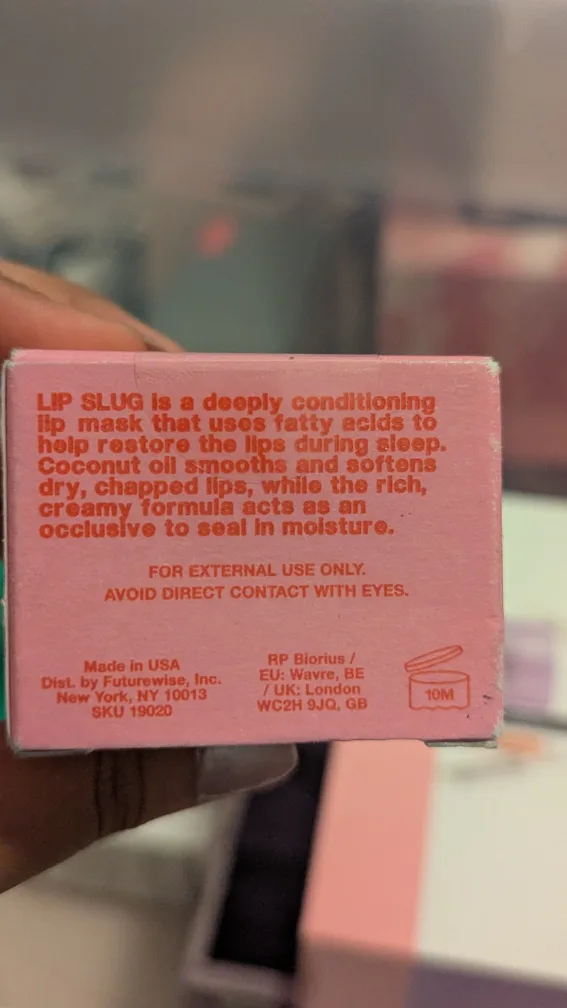 LIP SLUG is a deeply conditioning
lip mask that uses fatty acids to
help restore the lips during sleep.
Coconut oil smooths and softens
dry, chapped lips, while the rich,
creamy formula acts as an
occlusive to seal in moisture.
FOR EXTERNAL USE ONLY.
AVOID DIRECT CONTACT WITH EYES.
Made in USA
Dist. by Futurewise, Inc.
New York, NY 10013
SKU 19020
RP Biorius /
EU: Wavre, BE
/ UK: London
WC2H 9JQ, GB
10M